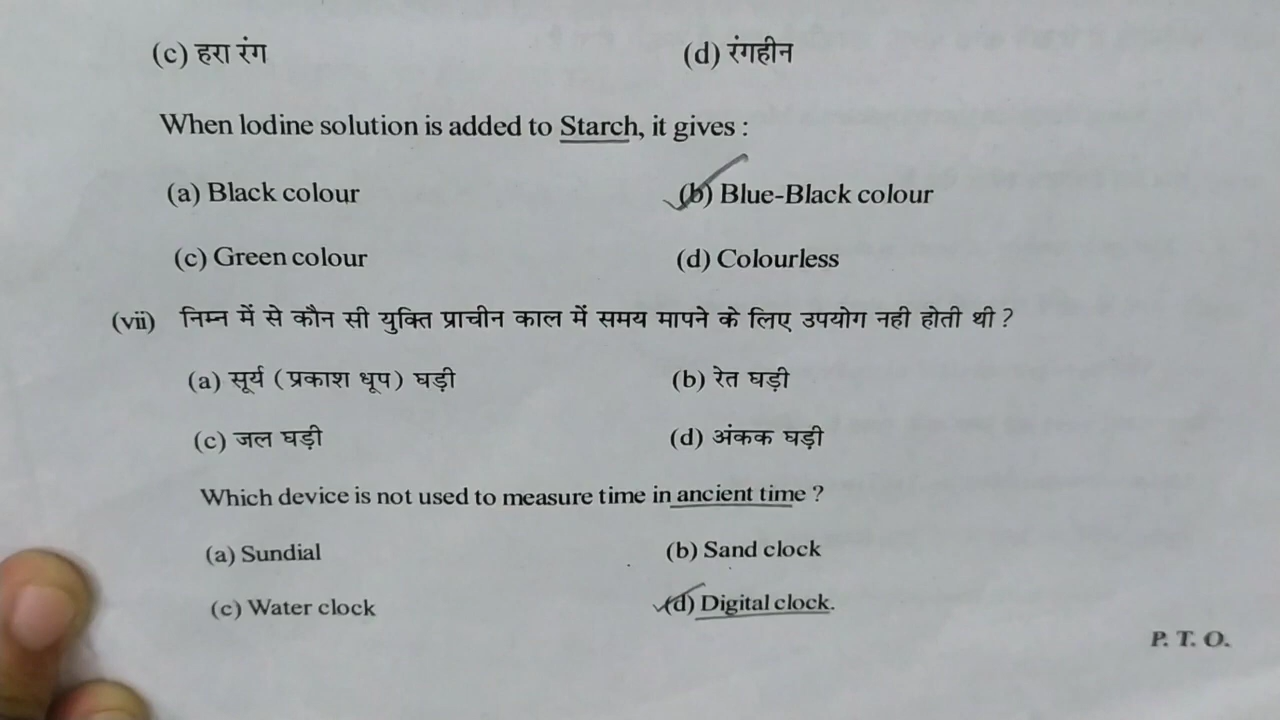 (c) हरा रंग (d) रंगहीन
When lodine solution is added to Starch, it gives :
(a) Black colour (b) Blue-Black colour
(c) Green colour (d) Colourless
(vii) निम्न में से कौन सी युक्ति प्राचीन काल में समय मापने के लिए उपयोग नही होती थी ?
(a) सूर्य ( प्रकाश धूप ) घड़ी (b) रेत घड़ी
(c) जल घड़ी (d) अंकक घड़ी
Which device is not used to measure time in ancient time ?
(a) Sundial (b) Sand clock
(c) Water clock (d) Digital clock.
P. T. O.